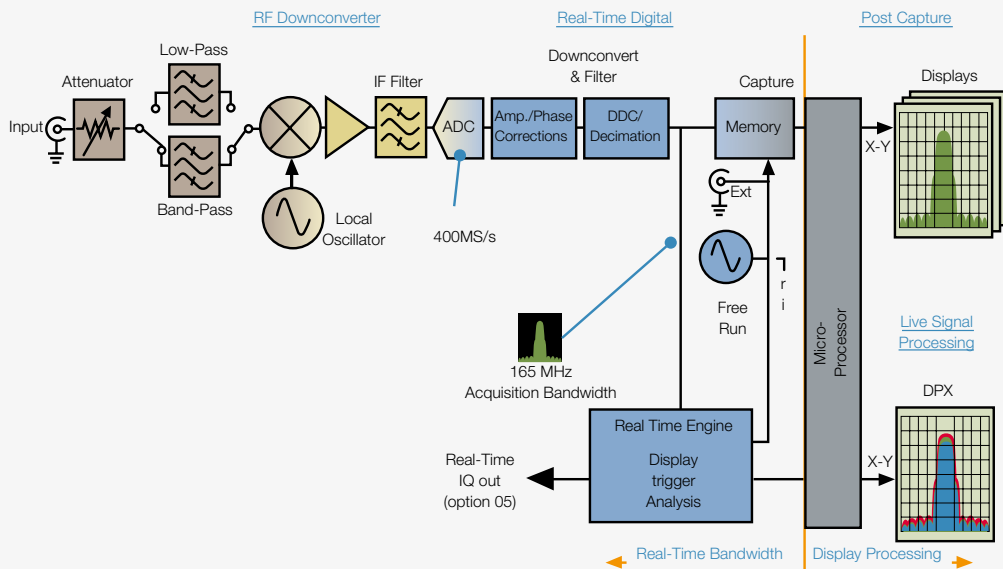 RF Downconverter
Real-Time Digital
Post Capture
Low-Pass
Attenuator
Input
Band-Pass
Local
Oscillator
IF Filter
ADC
400MS/s
Downconvert
& Filter
Amp./Phase
Corrections
DDC/
Decimation
Capture
Memory
Ext
Free
Run
r
i
165 MHz
Acquisition Bandwidth
Real Time Engine
Display
trigger
Analysis
Real-Time
IQ out
(option 05)
Micro-
Processor
Displays
X-Y
Live Signal
Processing
DPX
X-Y
Real-Time Bandwidth
Display Processing